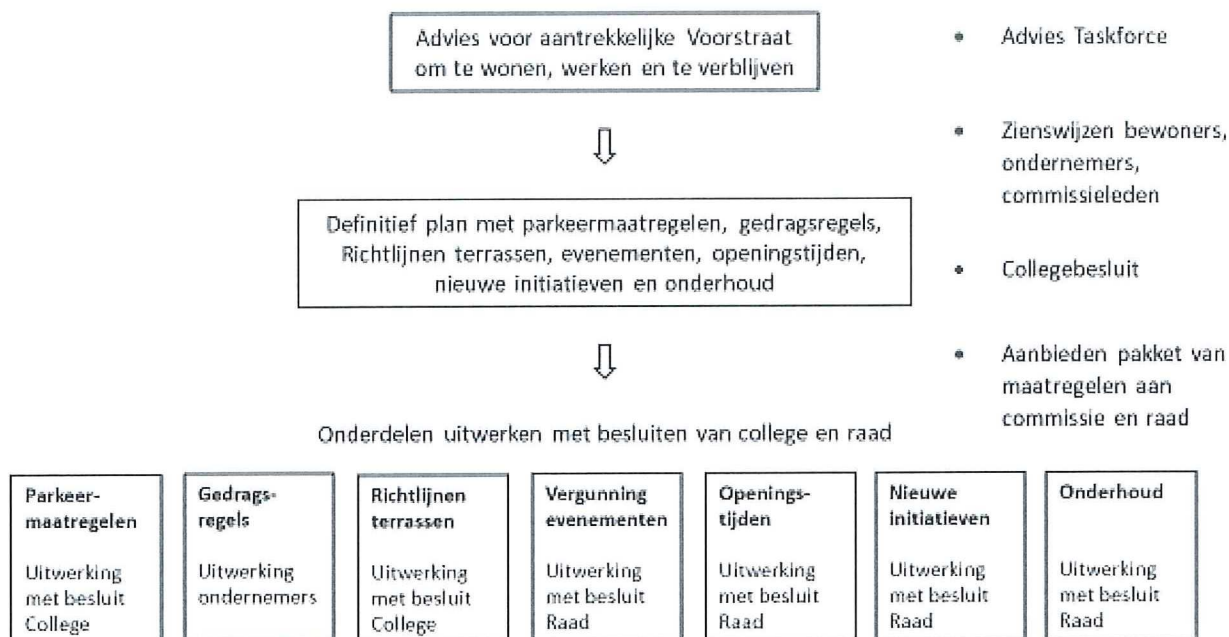 Advies voor aantrekkelijke Voorstraat
om te wonen, werken en te verblijven
Definitief plan met parkeermaatregelen, gedragsregels,
Richtlijnen terrassen, evenementen, openingstijden,
nieuwe initiatieven en onderhoud
Onderdelen uitwerken met besluiten van college en raad
• Advies Taskforce
• Zienswijzen bewoners,
ondernemers,
commissieleden
• Collegebesluit
• Aanbieden pakket van
maatregelen aan
commissie en raad
Parkeer-
maatregelen
Uitwerking
met besluit
College
Gedrags-
regels
Uitwerking
ondernemers
Richtlijnen
terrassen
Uitwerking
met besluit
College
Vergunning
evenementen
Uitwerking
met besluit
Raad
Openings-
tijden
Uitwerking
met besluit
Raad
Nieuwe
initiatieven
Uitwerking
met besluit
Raad
Onderhoud
Uitwerking
met besluit
Raad